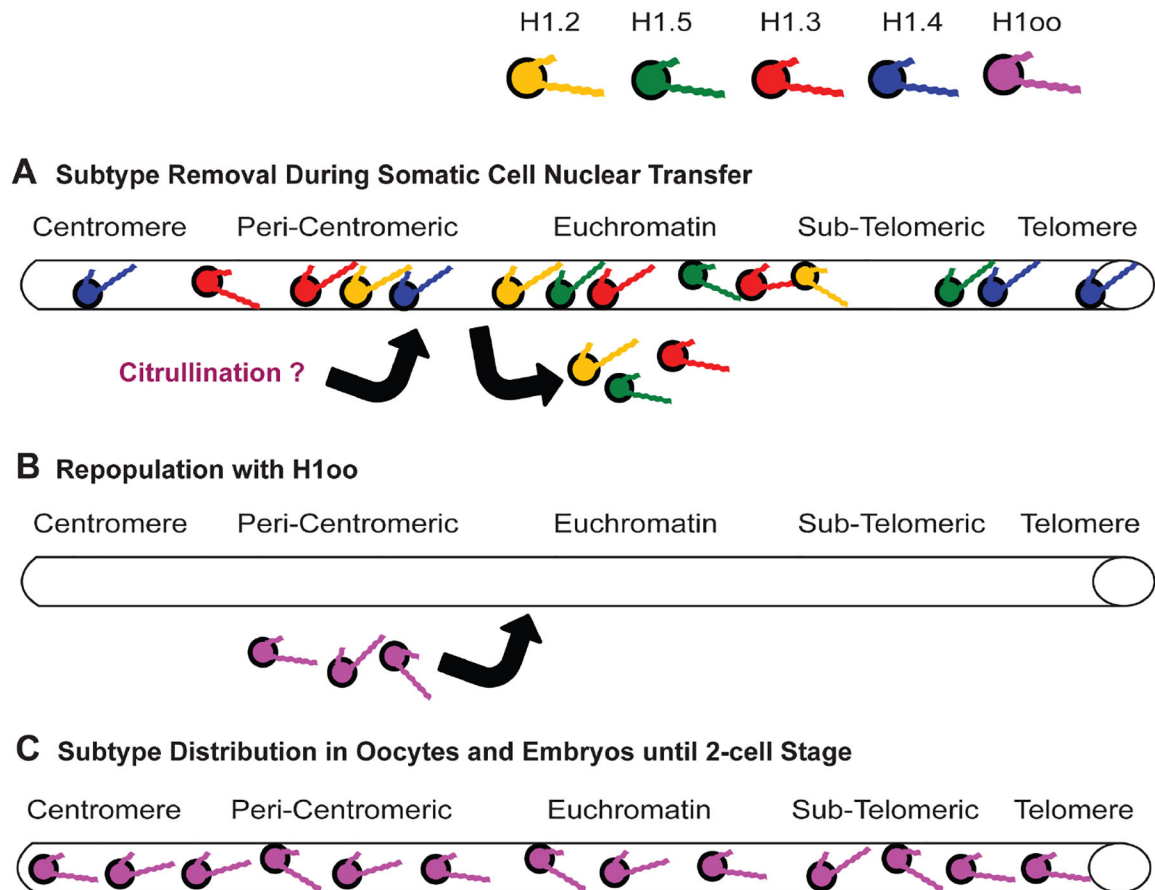 H1.2 H1.5 H1.3 H1.4 H1oo
A Subtype Removal During Somatic Cell Nuclear Transfer
Centromere Peri-Centromeric Euchromatin Sub-Telomeric Telomere
Citrullination ?
B Repopulation with H1oo
Centromere Peri-Centromeric Euchromatin Sub-Telomeric Telomere
C Subtype Distribution in Oocytes and Embryos until 2-cell Stage
Centromere Peri-Centromeric Euchromatin Sub-Telomeric Telomere